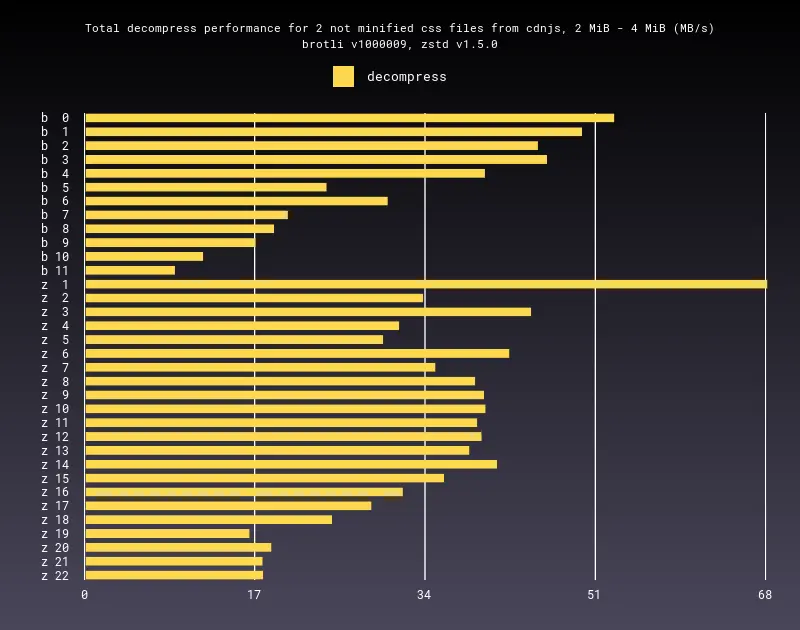 Total decompress performance for 2 not minified css files from cdnjs, 2 MiB - 4 MiB (MB/s)
brotli v1000009, zstd v1.5.0
decompress
b 0
b 1
b 2
b 3
b 4
b 5
b 6
b 7
b 8
b 9
b 10
b 11
z 1
z 2
z 3
z 4
z 5
z 6
z 7
z 8
z 9
z 10
z 11
z 12
z 13
z 14
z 15
z 16
z 17
z 18
z 19
z 20
z 21
z 22
0 17 34 51 68